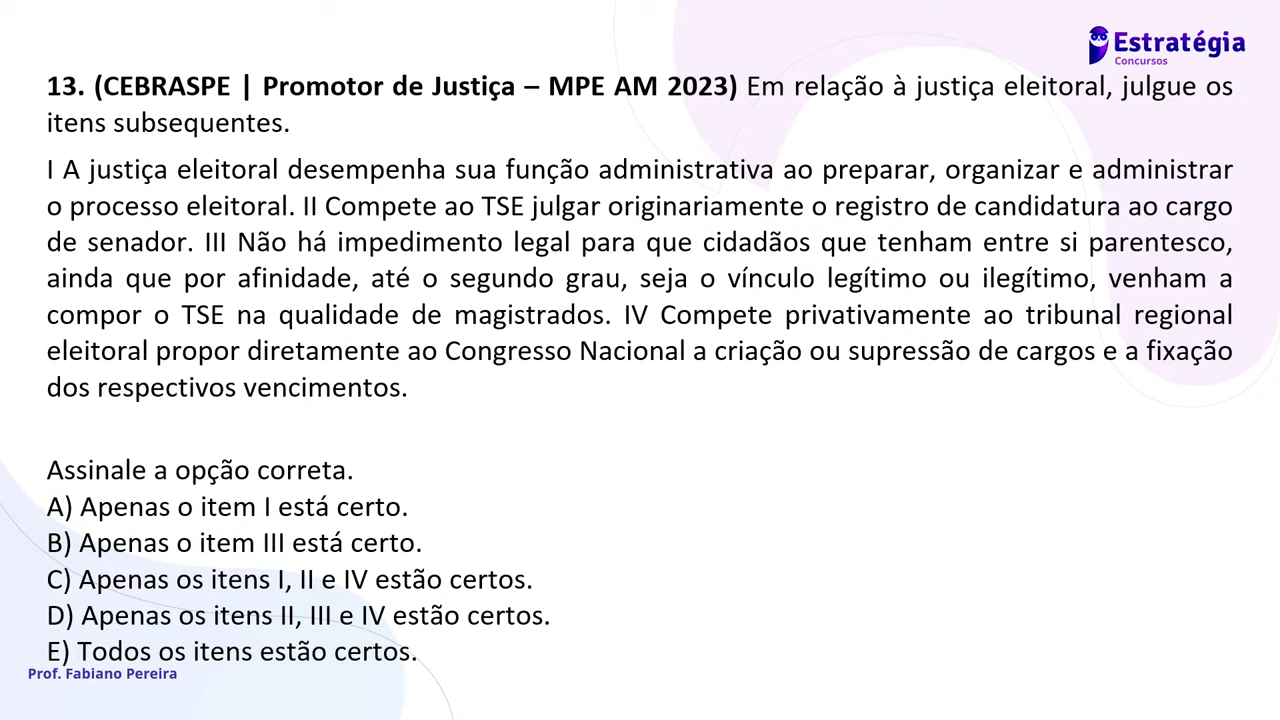 Estratégia
Concursos
13. (CEBRASPE | Promotor de Justiça – MPE AM 2023) Em relação à justiça eleitoral, julgue os
itens subsequentes.
I A justiça eleitoral desempenha sua função administrativa ao preparar, organizar e administrar
o processo eleitoral. II Compete ao TSE julgar originariamente o registro de candidatura ao cargo
de senador. III Não há impedimento legal para que cidadãos que tenham entre si parentesco,
ainda que por afinidade, até o segundo grau, seja o vínculo legítimo ou ilegítimo, venham a
compor o TSE na qualidade de magistrados. IV Compete privativamente ao tribunal regional
eleitoral propor diretamente ao Congresso Nacional a criação ou supressão de cargos e a fixação
dos respectivos vencimentos.
Assinale a opção correta.
A) Apenas o item I está certo.
B) Apenas o item III está certo.
C) Apenas os itens I, II e IV estão certos.
D) Apenas os itens II, III e IV estão certos.
E) Todos os itens estão certos.
Prof. Fabiano Pereira